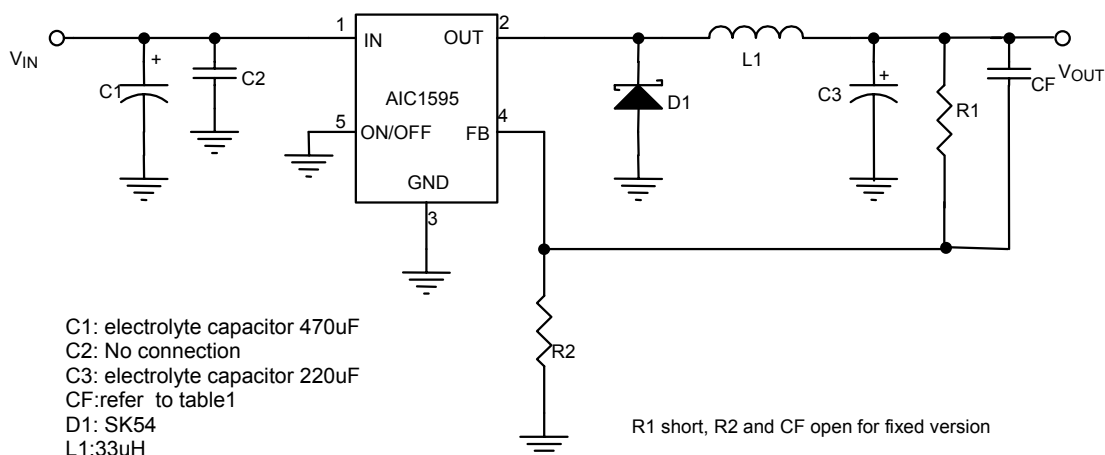 1
2
IN
OUT
VIN
C1
+
C2
AIC1595
5
ON/OFF
4
FB
GND
3
D1
L1
C3
+
R1
CF
VOUT
R2
C1: electrolyte capacitor 470uF
C2: No connection
C3: electrolyte capacitor 220uF
CF:refer to table1
D1: SK54
L1:33uH
R1 short, R2 and CF open for fixed version